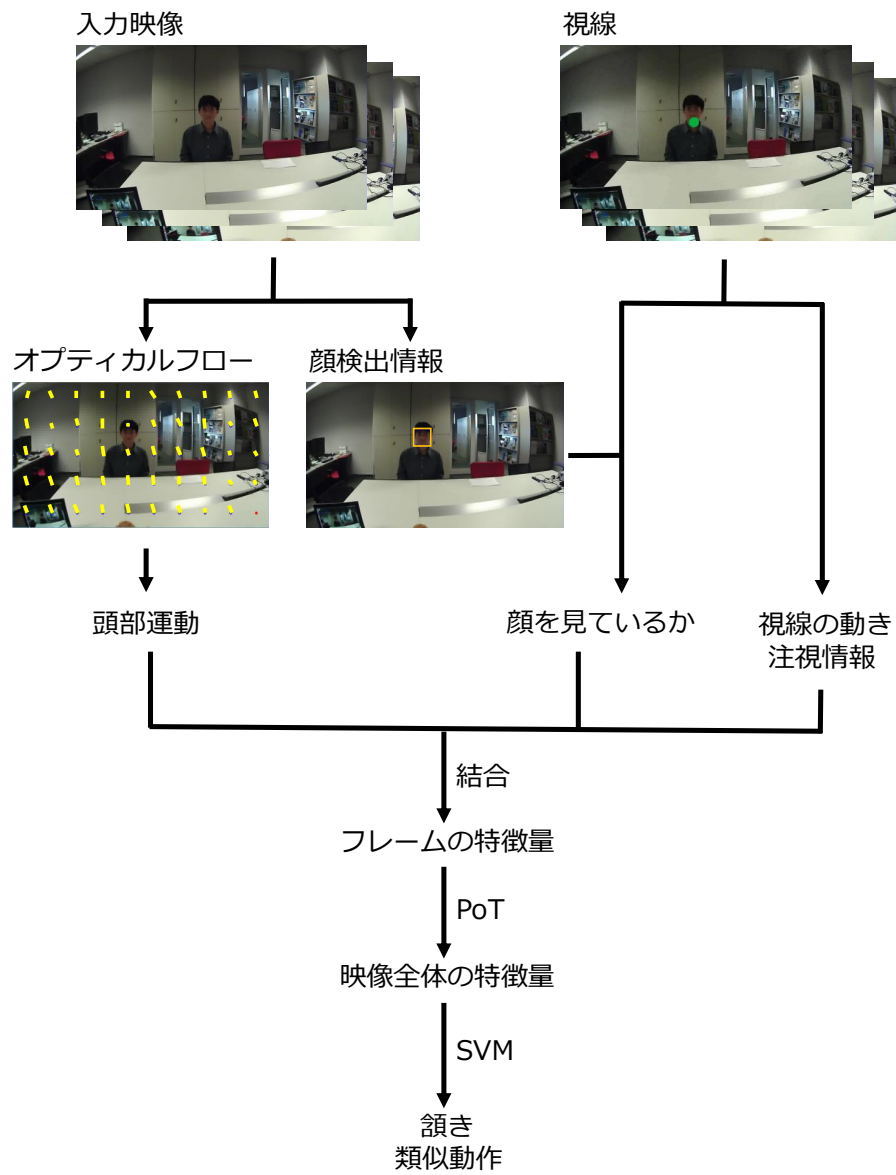 入力映像
視線
オプティカルフロー
顔検出情報
頭部運動
顔を見ているか
視線の動き
注視情報
結合
フレームの特徴量
PoT
映像全体の特徴量
SVM
頷き
類似動作